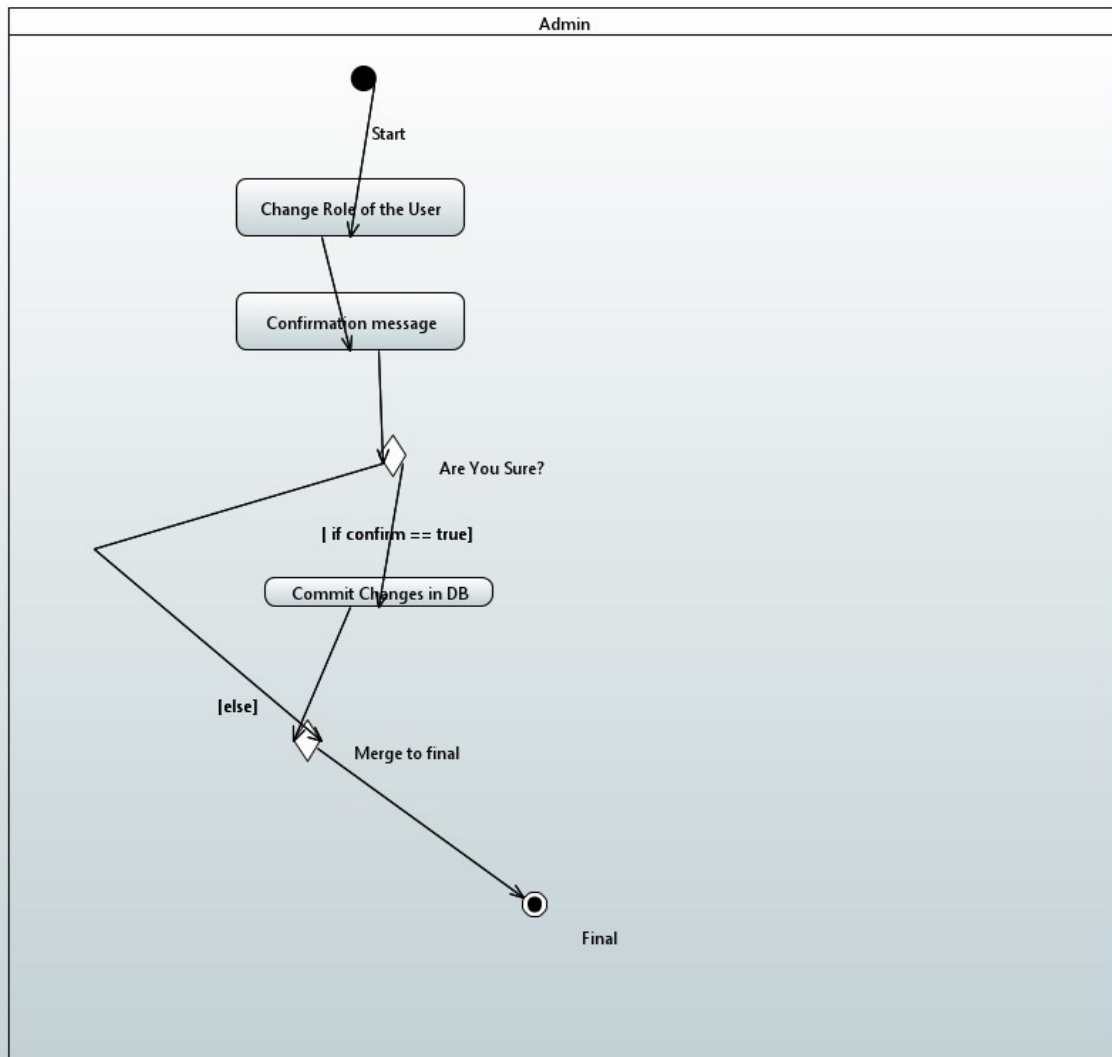 Admin
Start
Change Role of the User
Confirmation message
Are You Sure?
[ if confirm == true]
Commit Changes in DB
[else]
Merge to final
Final